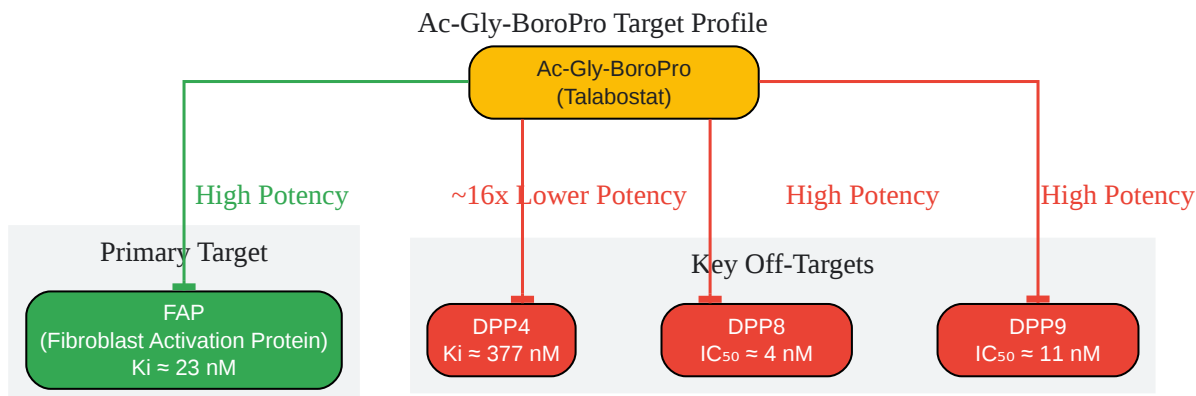 Ac-Gly-BoroPro Target Profile
Ac-Gly-BoroPro
(Talabostat)
High Potency
~16x Lower Potency
High Potency
High Potency
Primary Target
Key Off-Targets
FAP
(Fibroblast Activation Protein)
Ki ≈ 23 nM
DPP4
Ki ≈ 377 nM
DPP8
IC₅₀ ≈ 4 nM
DPP9
IC₅₀ ≈ 11 nM